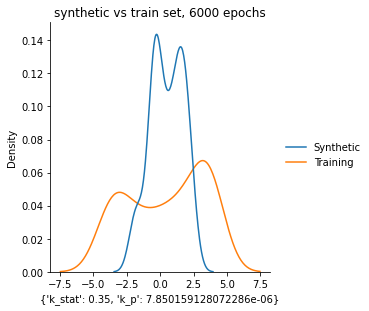 synthetic vs train set, 6000 epochs
0.14
0.12
0.10
0.08
0.06
0.04
0.02
0.00
Density
Synthetic
Training
−7.5 −5.0 −2.5 0.0 2.5 5.0 7.5
{'k_stat': 0.35, 'k_p': 7.850159128072286e-06}